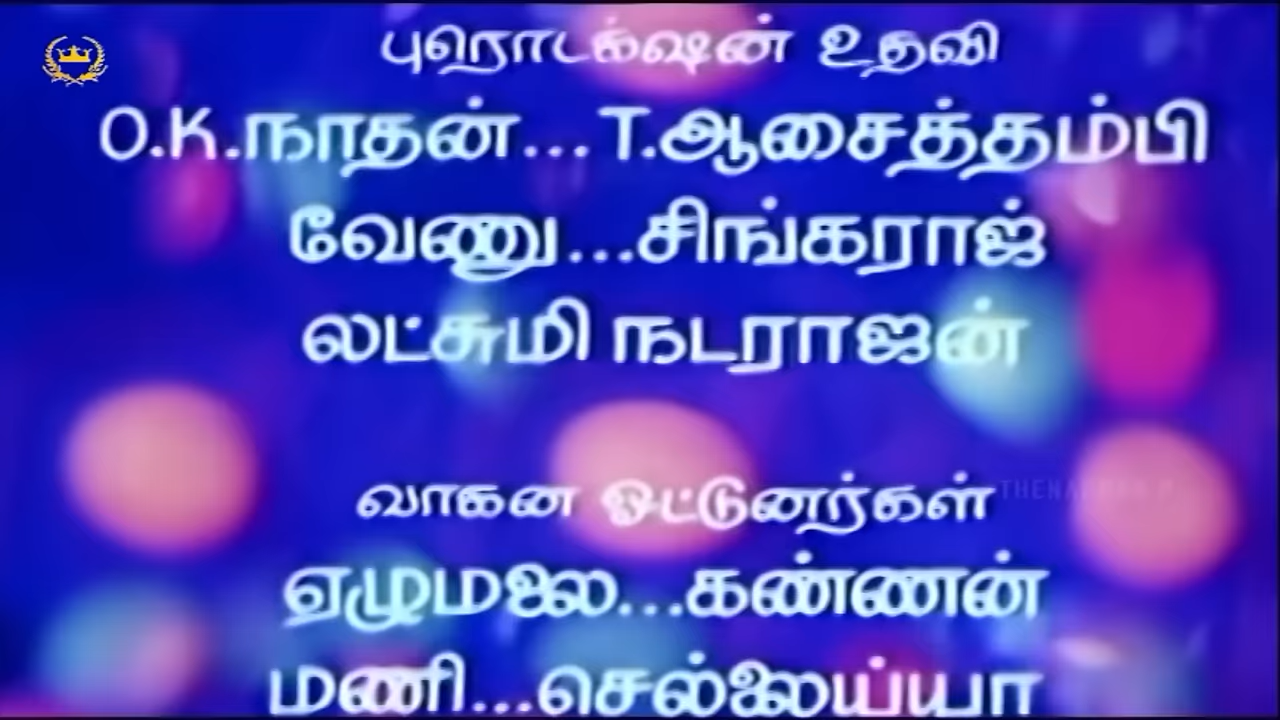 புரொடக்ஷன் உதவி
O.K.நாதன்...T.ஆசைத்தம்பி
வேணு...சிங்கராஜ்
லட்சுமி நடராஜன்
வாகன ஓட்டுனர்கள்
ஏழுமலை...கண்ணன்
மணி...செல்லைய்யா